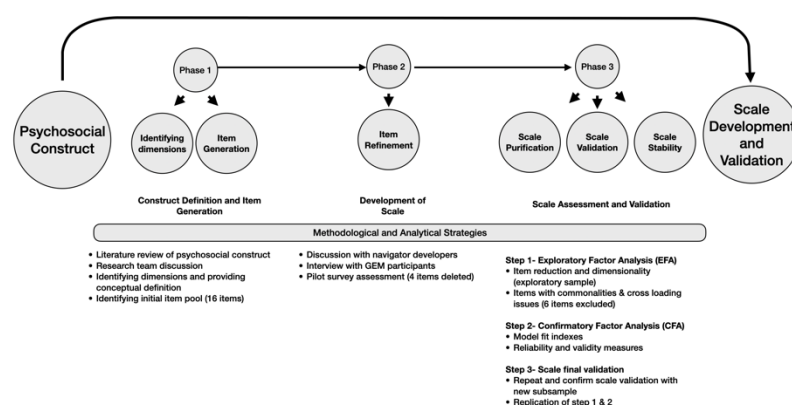 Phase 1
Phase 2
Phase 3
Psychosocial
Construct
Identifying
dimensions
Item
Generation
Item
Refinement
Scale
Purification
Scale
Validation
Scale
Stability
Scale
Development
and
Validation
Construct Definition and Item
Generation
Development of
Scale
Scale Assessment and Validation
Methodological and Analytical Strategies
• Literature review of psychosocial construct
• Research team discussion
• Identifying dimensions and providing
conceptual definition
• Identifying initial item pool (16 items)
• Discussion with navigator developers
• Interview with GEM participants
• Pilot survey assessment (4 items deleted)
Step 1- Exploratory Factor Analysis (EFA)
• Item reduction and dimensionality
(exploratory sample)
• Items with commonalities & cross loading
issues (6 items excluded)
Step 2- Confirmatory Factor Analysis (CFA)
• Model fit indexes
• Reliability and validity measures
Step 3- Scale final validation
• Repeat and confirm scale validation with
new subsample
• Replication of step 1 & 2